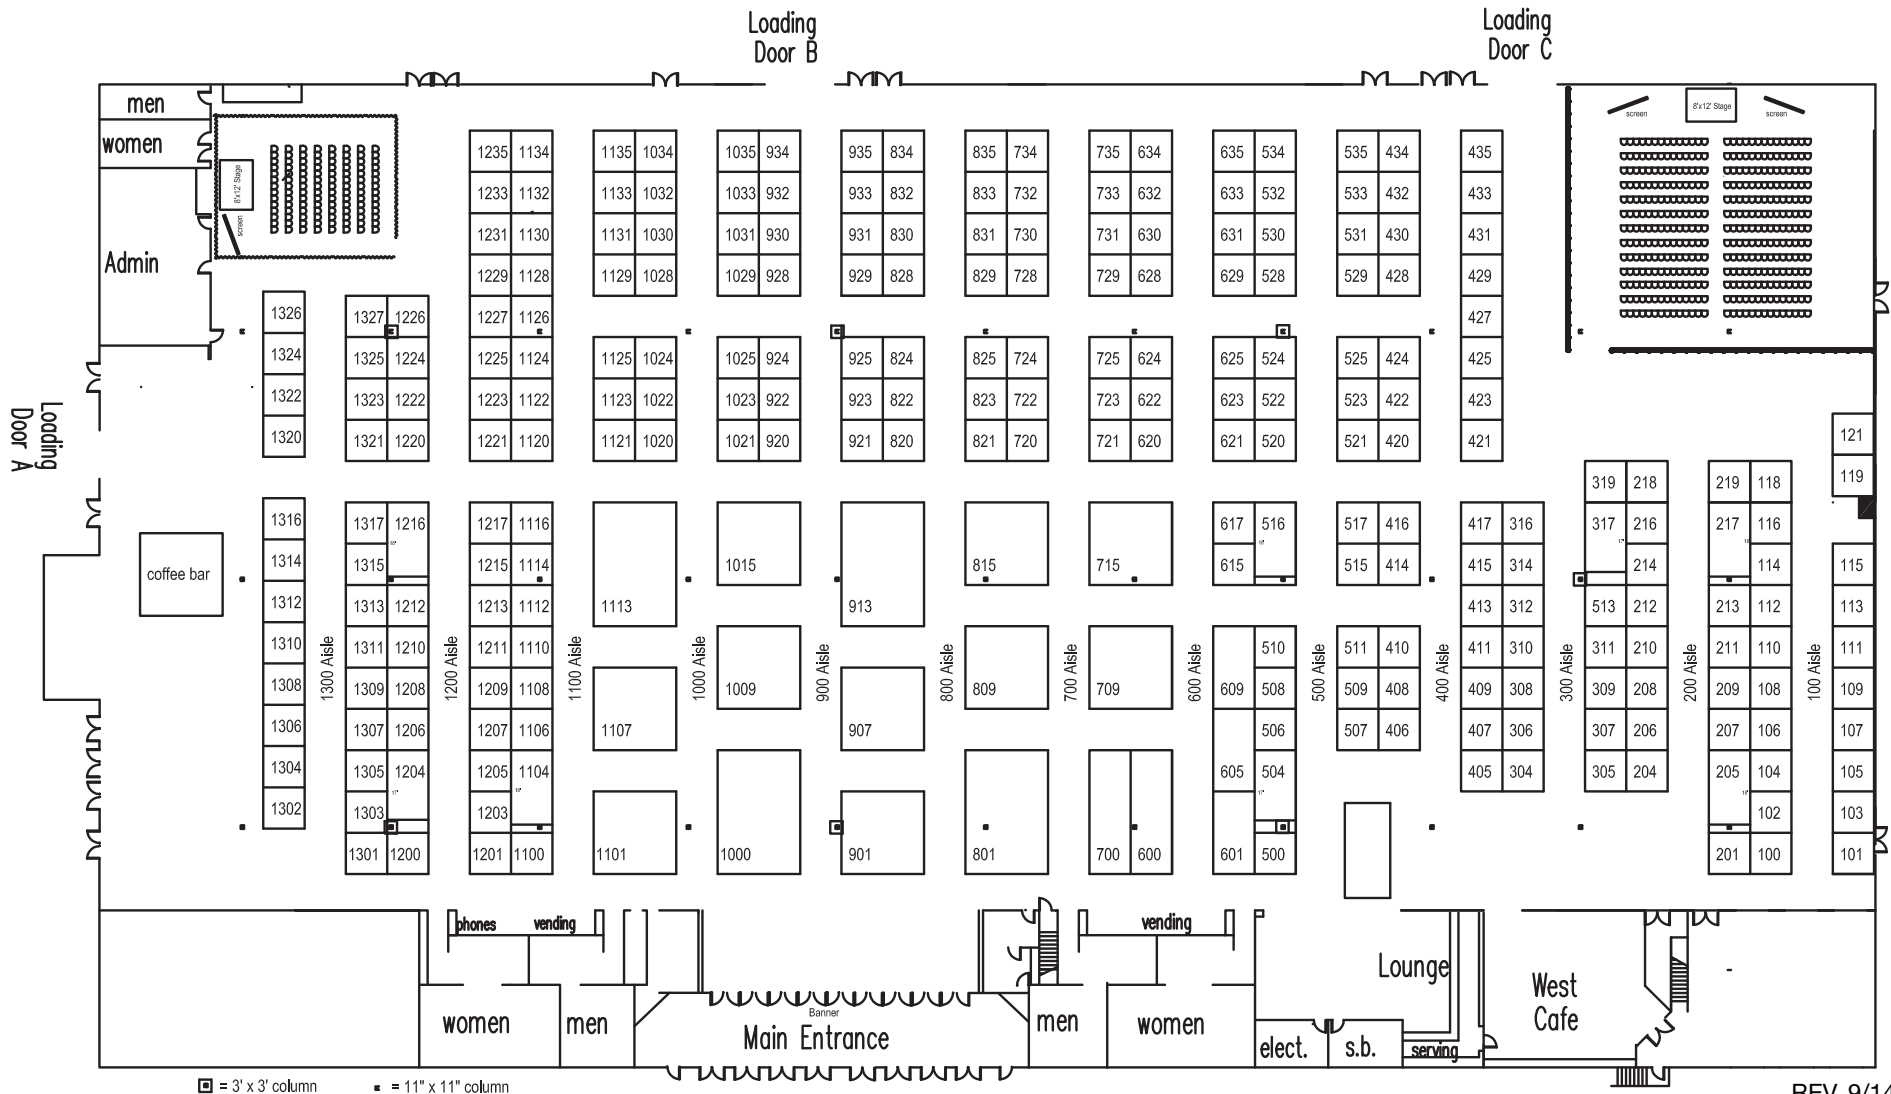 Loading
Door B
Loading
Door C
men
women
Admin
8'x12' Stage
screen
screen
8'x12' Stage
screen
1235 1134 1135 1034 1035 934 935 834 835 734 735 634 635 534 535 434 435
1233 1132 1133 1032 1033 932 933 832 833 732 733 632 633 532 533 432 433
1231 1130 1131 1030 1031 930 931 830 831 730 731 630 631 530 531 430 431
1229 1128 1129 1028 1029 928 929 828 829 728 729 628 629 528 529 428 429
1326 1327 1226 1227 1126 427
1324 1325 1224 1225 1124 1125 1024 1025 924 925 824 825 724 725 624 625 524 525 424 425
1322 1323 1222 1223 1122 1123 1022 1023 922 923 822 823 722 723 622 623 522 523 422 423
1320 1321 1220 1221 1120 1121 1020 1021 920 921 820 821 720 721 620 621 520 521 420 421 121
Loading
Door A
319 218 219 118 119
1316 1317 1216 1217 1116 617 516 517 416 417 316 317 216 217 116
coffee bar
1314 1315 1215 1114 1015 815 715 615 515 414 415 314 214 114 115
1312 1313 1212 1213 1112 1113 913 413 312 513 212 213 112 113
1310 1311 1210 1211 1110 510 511 410 411 310 311 210 211 110 111
1300 Aisle 1200 Aisle 1100 Aisle 1000 Aisle 900 Aisle 800 Aisle 700 Aisle 600 Aisle 500 Aisle 400 Aisle 300 Aisle 200 Aisle 100 Aisle
1308 1309 1208 1209 1108 1009 809 709 609 508 509 408 409 308 309 208 209 108 109
1306 1307 1206 1207 1106 1107 907 506 507 406 407 306 307 206 207 106 107
1304 1305 1204 1205 1104 605 504 405 304 305 204 205 104 105
1302 1303 1203 102 103
1301 1200 1201 1100 1101 1000 901 801 700 600 601 500 201 100 101
phones
vending
vending
women
men
Banner
Main Entrance
men
women
elect.
s.b.
serving
Lounge
West
Cafe
= 3' x 3' column
= 11" x 11" column
REV. 9/14